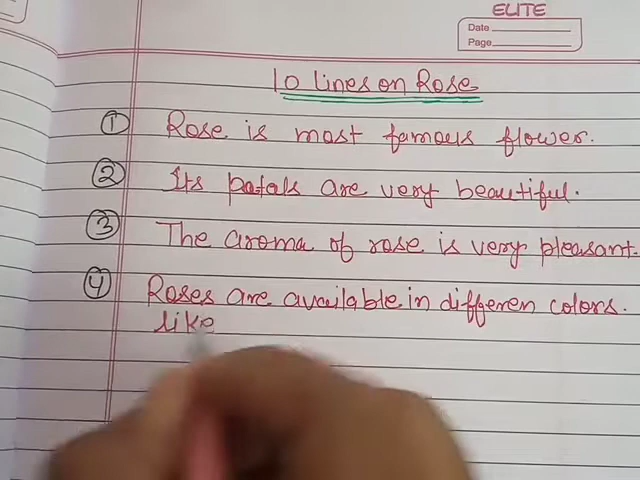 ELITE
Date
Page
10 lines on Rose
1 Rose is most famous flower.
2 Its patals are very beautiful.
3 The aroma of rose is very pleasant.
4 Roses are available in differen colors.
like